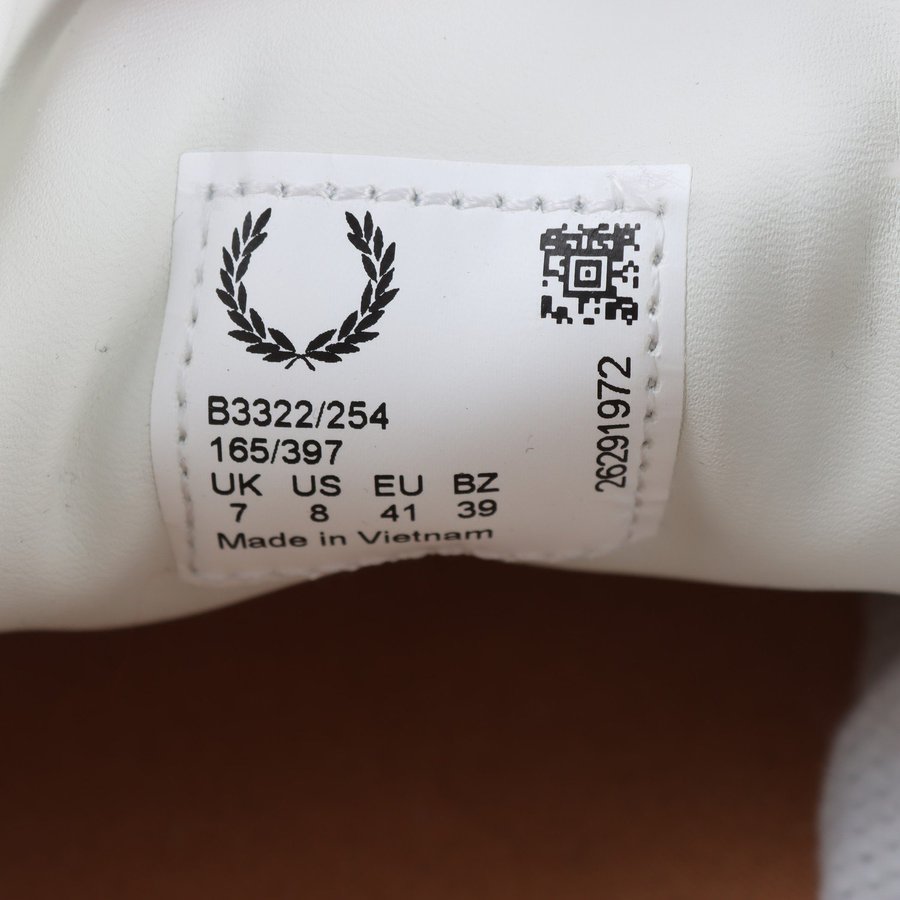 B3322/254
165/397
UK US EU BZ
7 8 41 39
Made in Vietnam
26291972